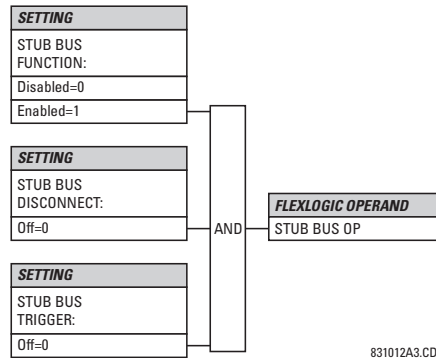 SETTING
STUB BUS
FUNCTION:
Disabled=0
Enabled=1
SETTING
STUB BUS
DISCONNECT:
Off=0
SETTING
STUB BUS
TRIGGER:
Off=0
AND
FLEXLOGIC OPERAND
STUB BUS OP
831012A3.CD